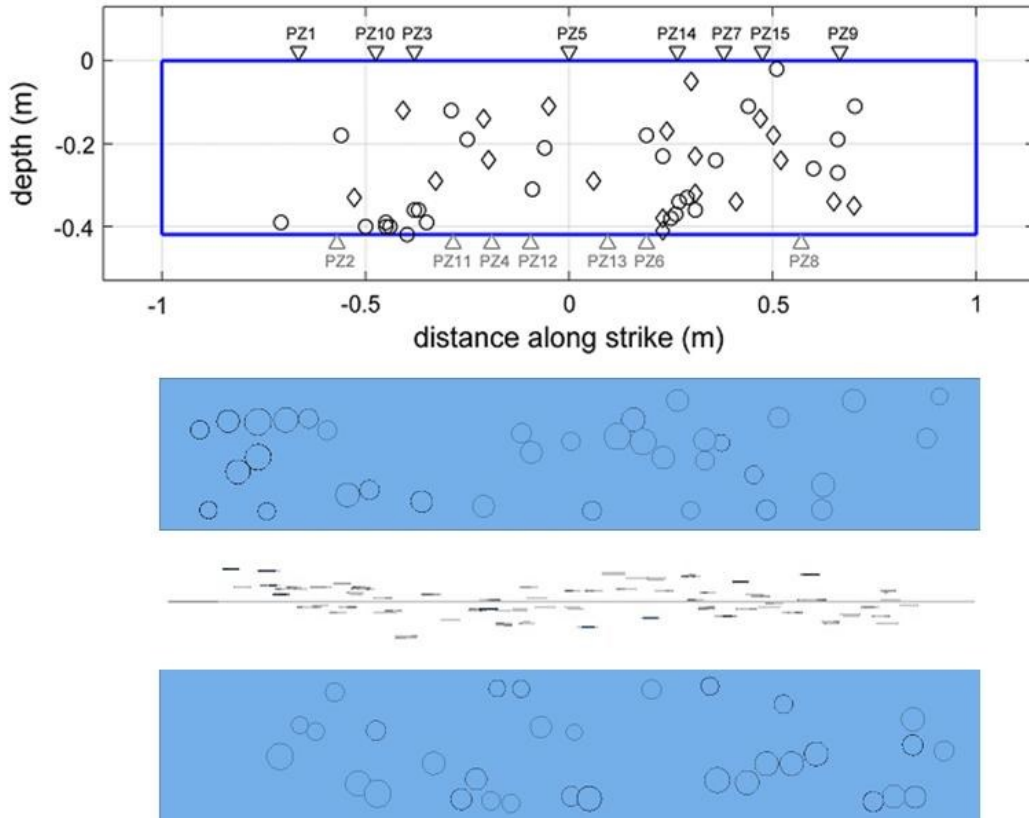 PZ1 PZ10 PZ3 PZ5 PZ14 PZ7 PZ15 PZ9
0
-0.2
-0.4
depth (m)
PZ2 PZ11 PZ4 PZ12 PZ13 PZ6 PZ8
-1 -0.5 0 0.5 1
distance along strike (m)